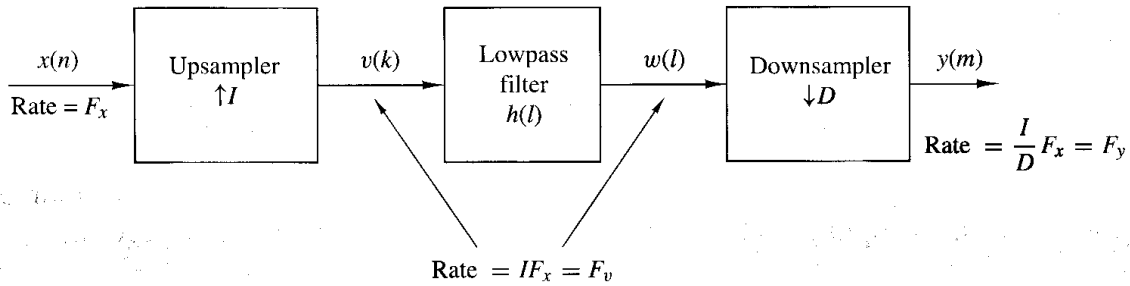 x(n)
Rate = F_x
Upsampler
↑I
v(k)
Lowpass
filter
h(l)
w(l)
Downsampler
↓D
y(m)
Rate = I/D F_x = F_y
Rate = IF_x = F_v